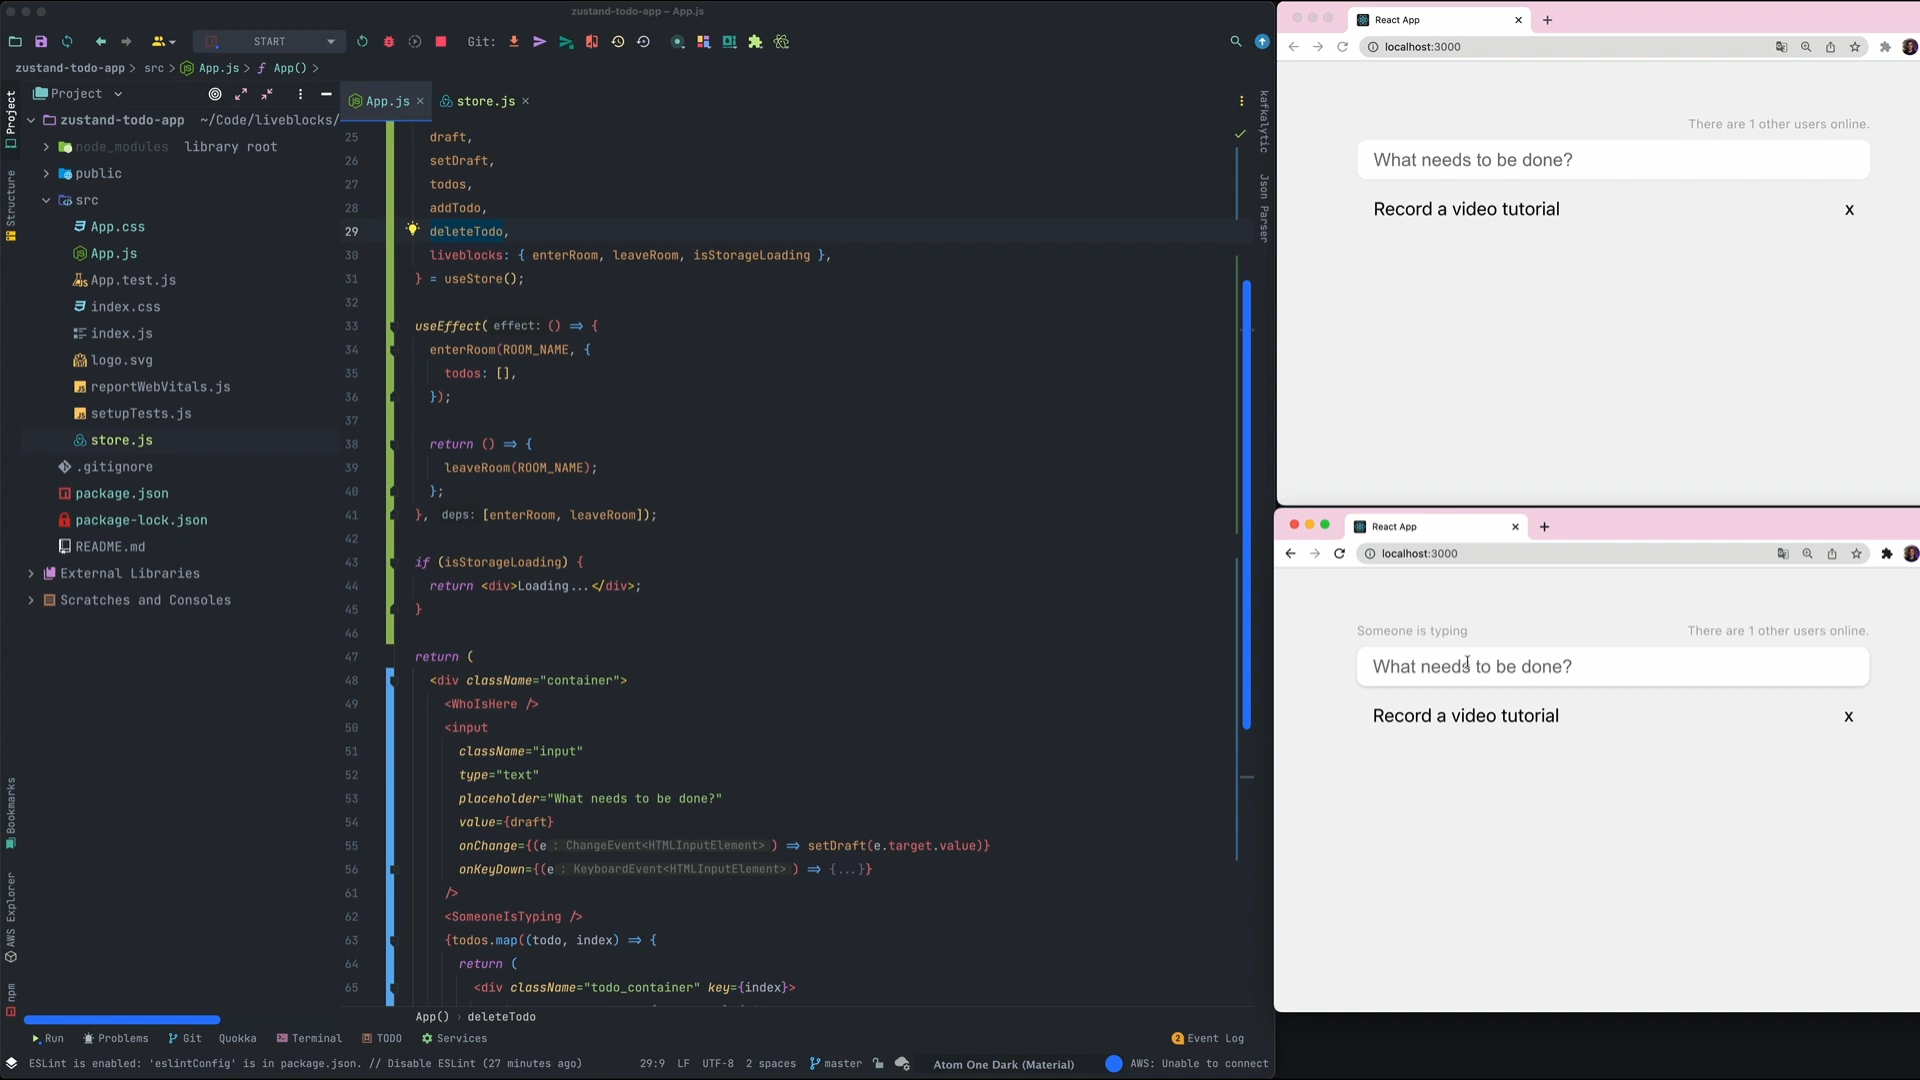 zustand-todo-app – App.js
START
Git:
zustand-todo-app > src > App.js > App() >
Project
zustand-todo-app ~/Code/liveblocks/
node_modules library root
public
src
App.css
App.js
App.test.js
index.css
index.js
logo.svg
reportWebVitals.js
setupTests.js
store.js
.gitignore
package.json
package-lock.json
README.md
External Libraries
Scratches and Consoles
Project
Structure
Bookmarks
AWS Explorer
npm
App.js
store.js
25 draft,
26 setDraft,
27 todos,
28 addTodo,
29 deleteTodo,
30 liveblocks: { enterRoom, leaveRoom, isStorageLoading },
31 } = useStore();
32
33 useEffect( effect: () => {
34 enterRoom(ROOM_NAME, {
35 todos: [],
36 });
37
38 return () => {
39 leaveRoom(ROOM_NAME);
40 };
41 }, deps: [enterRoom, leaveRoom]);
42
43 if (isStorageLoading) {
44 return <div>Loading...</div>;
45 }
46
47 return (
48 <div className="container">
49 <WhoIsHere />
50 <input
51 className="input"
52 type="text"
53 placeholder="What needs to be done?"
54 value={draft}
55 onChange={(e : ChangeEvent<HTMLInputElement> ) => setDraft(e.target.value)}
56 onKeyDown={(e : KeyboardEvent<HTMLInputElement> ) => {...}}
61 />
62 <SomeoneIsTyping />
63 {todos.map((todo, index) => {
64 return (
65 <div className="todo_container" key={index}>
App() › deleteTodo
kafkalytic
Json Parser
Run
Problems
Git
Quokka
Terminal
TODO
Services
2 Event Log
ESLint is enabled: 'eslintConfig' is in package.json. // Disable ESLint (27 minutes ago)
29:9 LF UTF-8 2 spaces master Atom One Dark (Material) AWS: Unable to connect
React App
localhost:3000
There are 1 other users online.
What needs to be done?
Record a video tutorial x
React App
localhost:3000
Someone is typing There are 1 other users online.
What needs to be done?
Record a video tutorial x